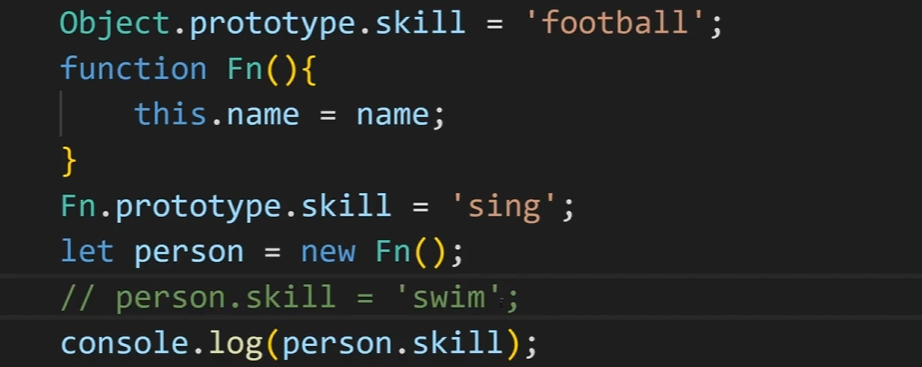 Object.prototype.skill = 'football';
function Fn(){
    this.name = name;
}
Fn.prototype.skill = 'sing';
let person = new Fn();
// person.skill = 'swim';
console.log(person.skill);